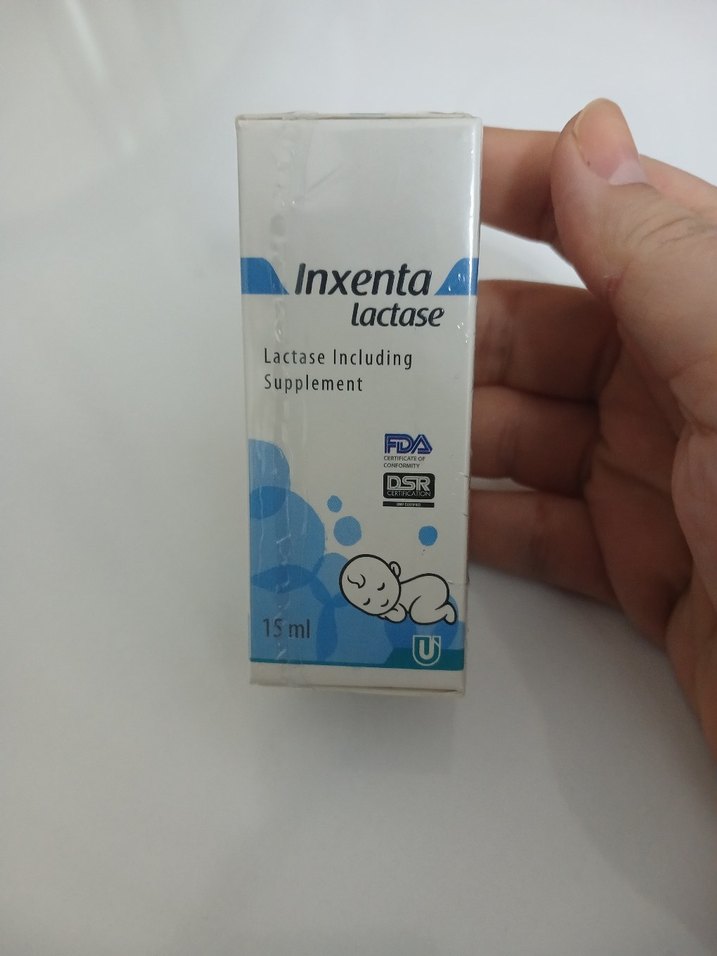 Inxenta
lactase
Lactase Including
Supplement
FDA
CERTIFICATE OF
CONFORMITY
DSR
CERTIFICATION
15 ml
U